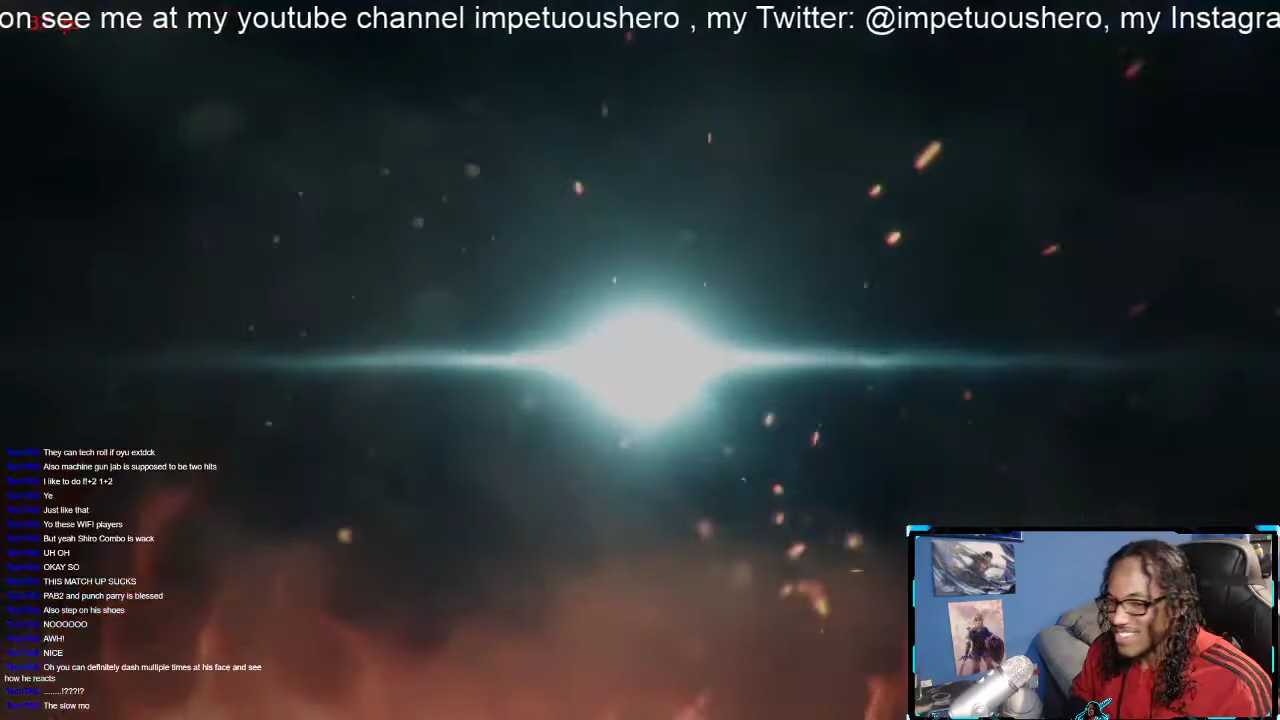 on see me at my youtube channel impetuoushero , my Twitter: @impetuoushero, my Instagra
They can tech roll if oyu extdck
Also machine gun jab is supposed to be two hits
I like to do f!+2 1+2
Ye
Just like that
Yo these WIFI players
But yeah Shiro Combo is wack
UH OH
OKAY SO
THIS MATCH UP SUCKS
PAB2 and punch parry is blessed
Also step on his shoes
NOOOOOO
AWH!
NICE
Oh you can definitely dash multiple times at his face and see
how he reacts
........!???!?
The slow mo